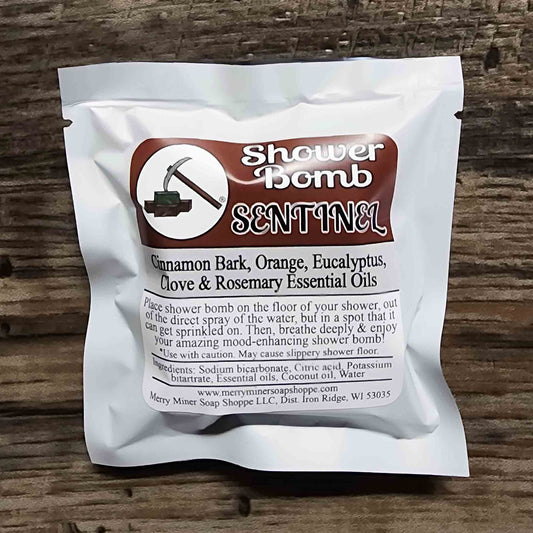 Shower
Bomb
SENTINEL
Cinnamon Bark, Orange, Eucalyptus,
Clove & Rosemary Essential Oils
Place shower bomb on the floor of your shower, out
of the direct spray of the water, but in a spot that it
can get sprinkled on. Then, breathe deeply & enjoy
your amazing mood-enhancing shower bomb!
*Use with caution. May cause slippery shower floor.
Ingredients: Sodium bicarbonate, Citric acid, Potassium
bitartrate, Essential oils, Coconut oil, Water
www.merryminersoapshoppe.com
Merry Miner Soap Shoppe LLC, Dist. Iron Ridge, WI 53035